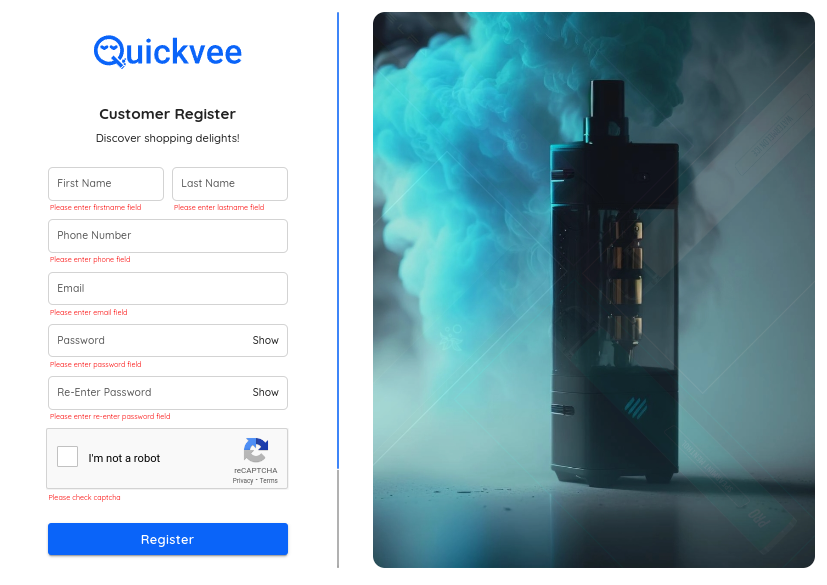 Quickvee
Customer Register
Discover shopping delights!
First Name
Last Name
Please enter firstname field
Please enter lastname field
Phone Number
Please enter phone field
Email
Please enter email field
Password
Show
Please enter password field
Re-Enter Password
Show
Please enter re-enter password field
I'm not a robot
reCAPTCHA
Privacy - Terms
Please check captcha
Register